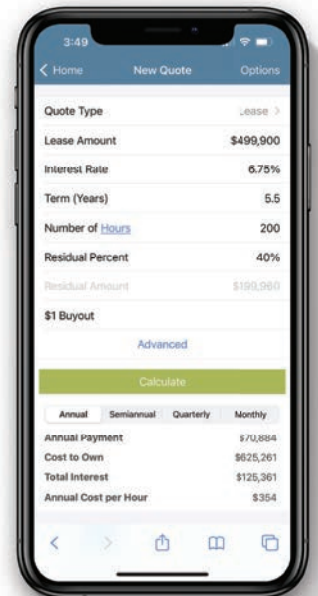 3:49
Home New Quote Options
Quote Type Lease
Lease Amount $499,900
Interest Rate 6.75%
Term (Years) 5.5
Number of Hours 200
Residual Percent 40%
Residual Amount $199,960
$1 Buyout
Advanced
Calculate
Annual Semiannual Quarterly Monthly
Annual Payment $70,884
Cost to Own $625,261
Total Interest $125,361
Annual Cost per Hour $354